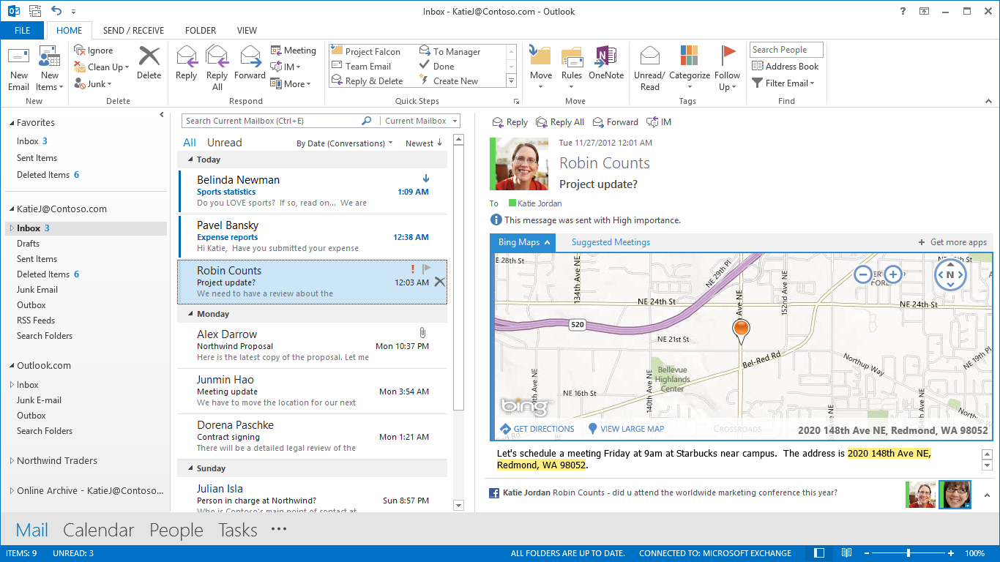 Inbox - KatieJ@Contoso.com - Outlook
?
FILE
HOME
SEND / RECEIVE
FOLDER
VIEW
New Email
New Items
Ignore
Clean Up
Junk
Delete
Reply
Reply All
Forward
Meeting
IM
More
Project Falcon
Team Email
Reply & Delete
To Manager
Done
Create New
Move
Rules
OneNote
Unread/ Read
Categorize
Follow Up
Search People
Address Book
Filter Email
New
Delete
Respond
Quick Steps
Move
Tags
Find
Favorites
Inbox 3
Sent Items
Deleted Items 6
KatieJ@Contoso.com
Inbox 3
Drafts
Sent Items
Deleted Items 6
Junk Email
Outbox
RSS Feeds
Search Folders
Outlook.com
Inbox
Junk E-mail
Outbox
Search Folders
Northwind Traders
Online Archive - KatieJ@Contoso...
Search Current Mailbox (Ctrl+E)
Current Mailbox
All Unread
By Date (Conversations)
Newest
Today
Belinda Newman
Sports statistics 1:09 AM
Do you LOVE sports? If so, read on... We are
Pavel Bansky
Expense reports 12:38 AM
Hi Katie, Have you submitted your expense
Robin Counts
Project update? 12:03 AM
We need to have a review about the
Monday
Alex Darrow
Northwind Proposal Mon 10:37 PM
Here is the latest copy of the proposal. Let me
Junmin Hao
Meeting update Mon 3:54 AM
We have to move the location for our next
Dorena Paschke
Contract signing Mon 1:21 AM
There will be a detailed legal review of the
Sunday
Julian Isla
Person in charge at Northwind? Sun 8:57 PM
Who is Contoso's main point of contact at
Reply
Reply All
Forward
IM
Tue 11/27/2012 12:01 AM
Robin Counts
Project update?
To Katie Jordan
This message was sent with High importance.
Bing Maps
Suggested Meetings
+ Get more apps
E 28th St
134th Ave NE
NE 29th Pl
NE 24th St
Ave NE
152nd Ave NE
N
NE 24th St
520
NE 21st St
Bel-Red Rd
Northup Way
NE 19th Pl
Bellevue
Highlands
Center
140th Ave NE
NE 16th St
bing
GET DIRECTIONS
VIEW LARGE MAP
CROSSROADS
2020 148th Ave NE, Redmond, WA 98052
Let's schedule a meeting Friday at 9am at Starbucks near campus. The address is 2020 148th Ave NE,
Redmond, WA 98052.
Katie Jordan Robin Counts - did u attend the worldwide marketing conference this year?
Mail Calendar People Tasks •••
ITEMS: 9
UNREAD: 3
ALL FOLDERS ARE UP TO DATE.
CONNECTED TO: MICROSOFT EXCHANGE
100%